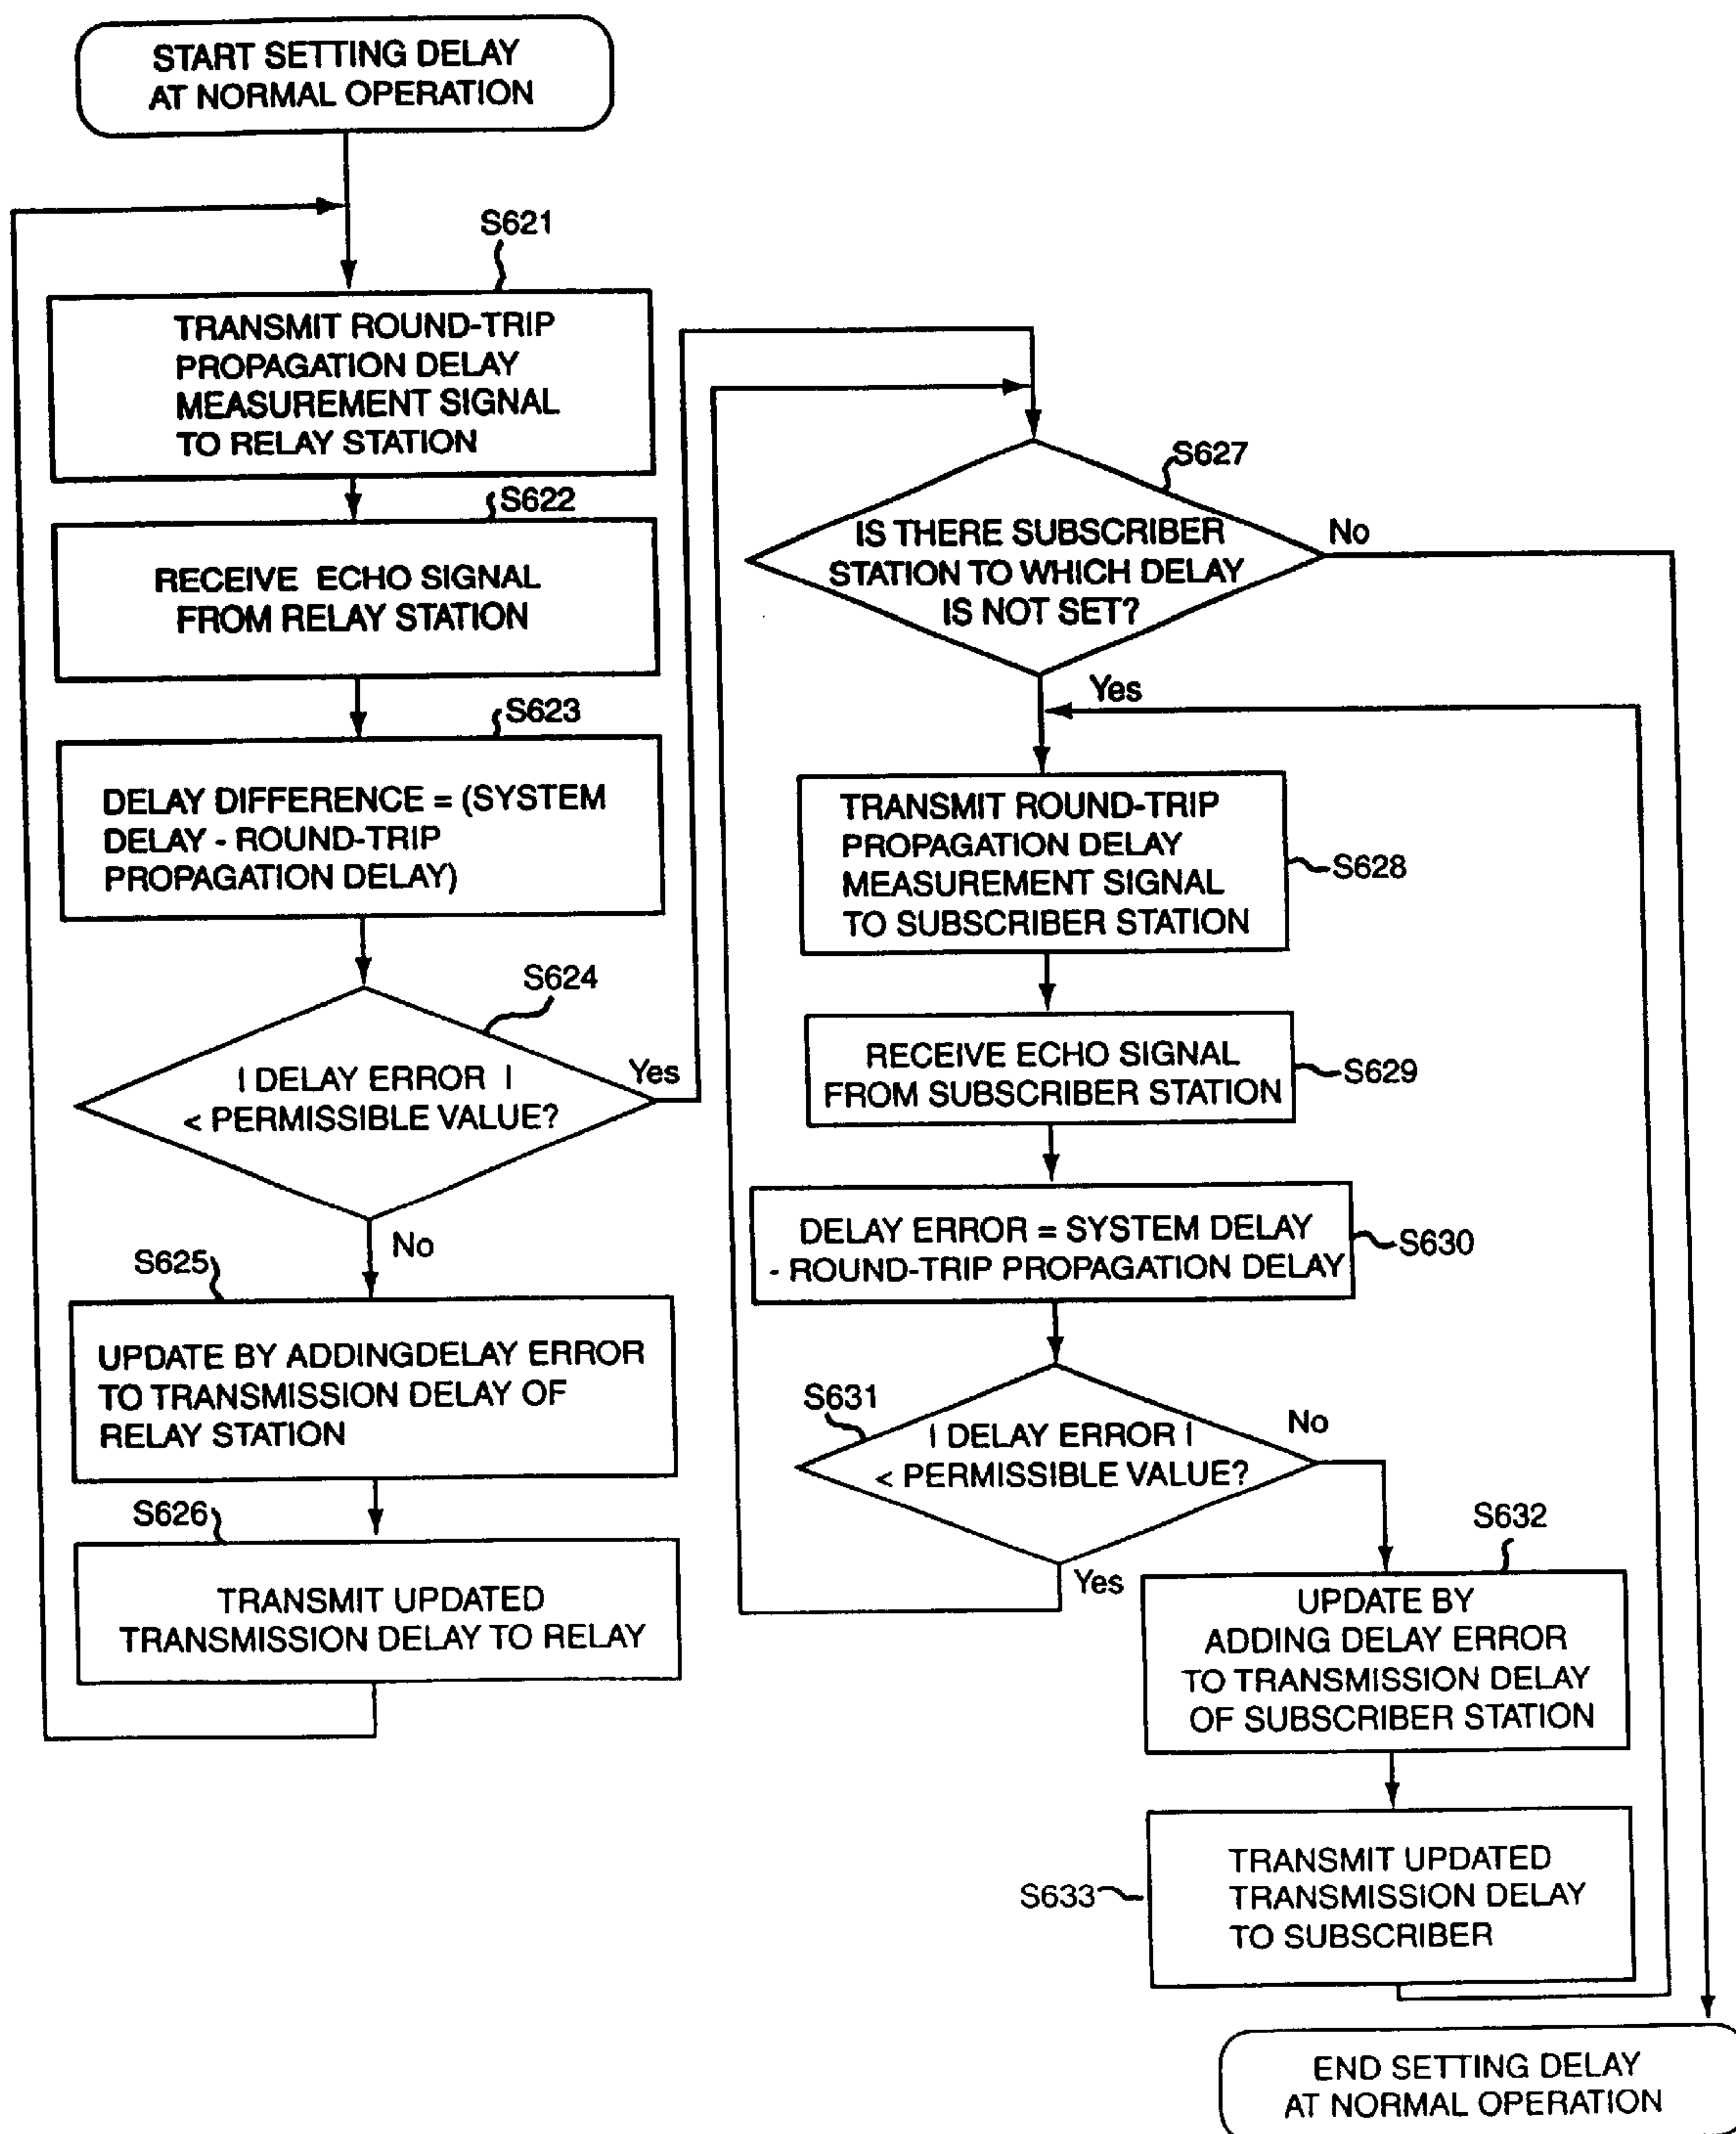 START SETTING DELAY
AT NORMAL OPERATION
S621
TRANSMIT ROUND-TRIP
PROPAGATION DELAY
MEASUREMENT SIGNAL
TO RELAY STATION
S622
RECEIVE ECHO SIGNAL
FROM RELAY STATION
S623
DELAY DIFFERENCE = (SYSTEM
DELAY - ROUND-TRIP
PROPAGATION DELAY)
S624
I DELAY ERROR I
< PERMISSIBLE VALUE?
Yes
No
S625
UPDATE BY ADDINGDELAY ERROR
TO TRANSMISSION DELAY OF
RELAY STATION
S626
TRANSMIT UPDATED
TRANSMISSION DELAY TO RELAY
S627
IS THERE SUBSCRIBER
STATION TO WHICH DELAY
IS NOT SET?
No
Yes
TRANSMIT ROUND-TRIP
PROPAGATION DELAY
MEASUREMENT SIGNAL
TO SUBSCRIBER STATION
S628
RECEIVE ECHO SIGNAL
FROM SUBSCRIBER STATION
S629
DELAY ERROR = SYSTEM DELAY
- ROUND-TRIP PROPAGATION DELAY
S630
S631
I DELAY ERROR I
< PERMISSIBLE VALUE?
No
Yes
S632
UPDATE BY
ADDING DELAY ERROR
TO TRANSMISSION DELAY
OF SUBSCRIBER STATION
S633
TRANSMIT UPDATED
TRANSMISSION DELAY
TO SUBSCRIBER
END SETTING DELAY
AT NORMAL OPERATION